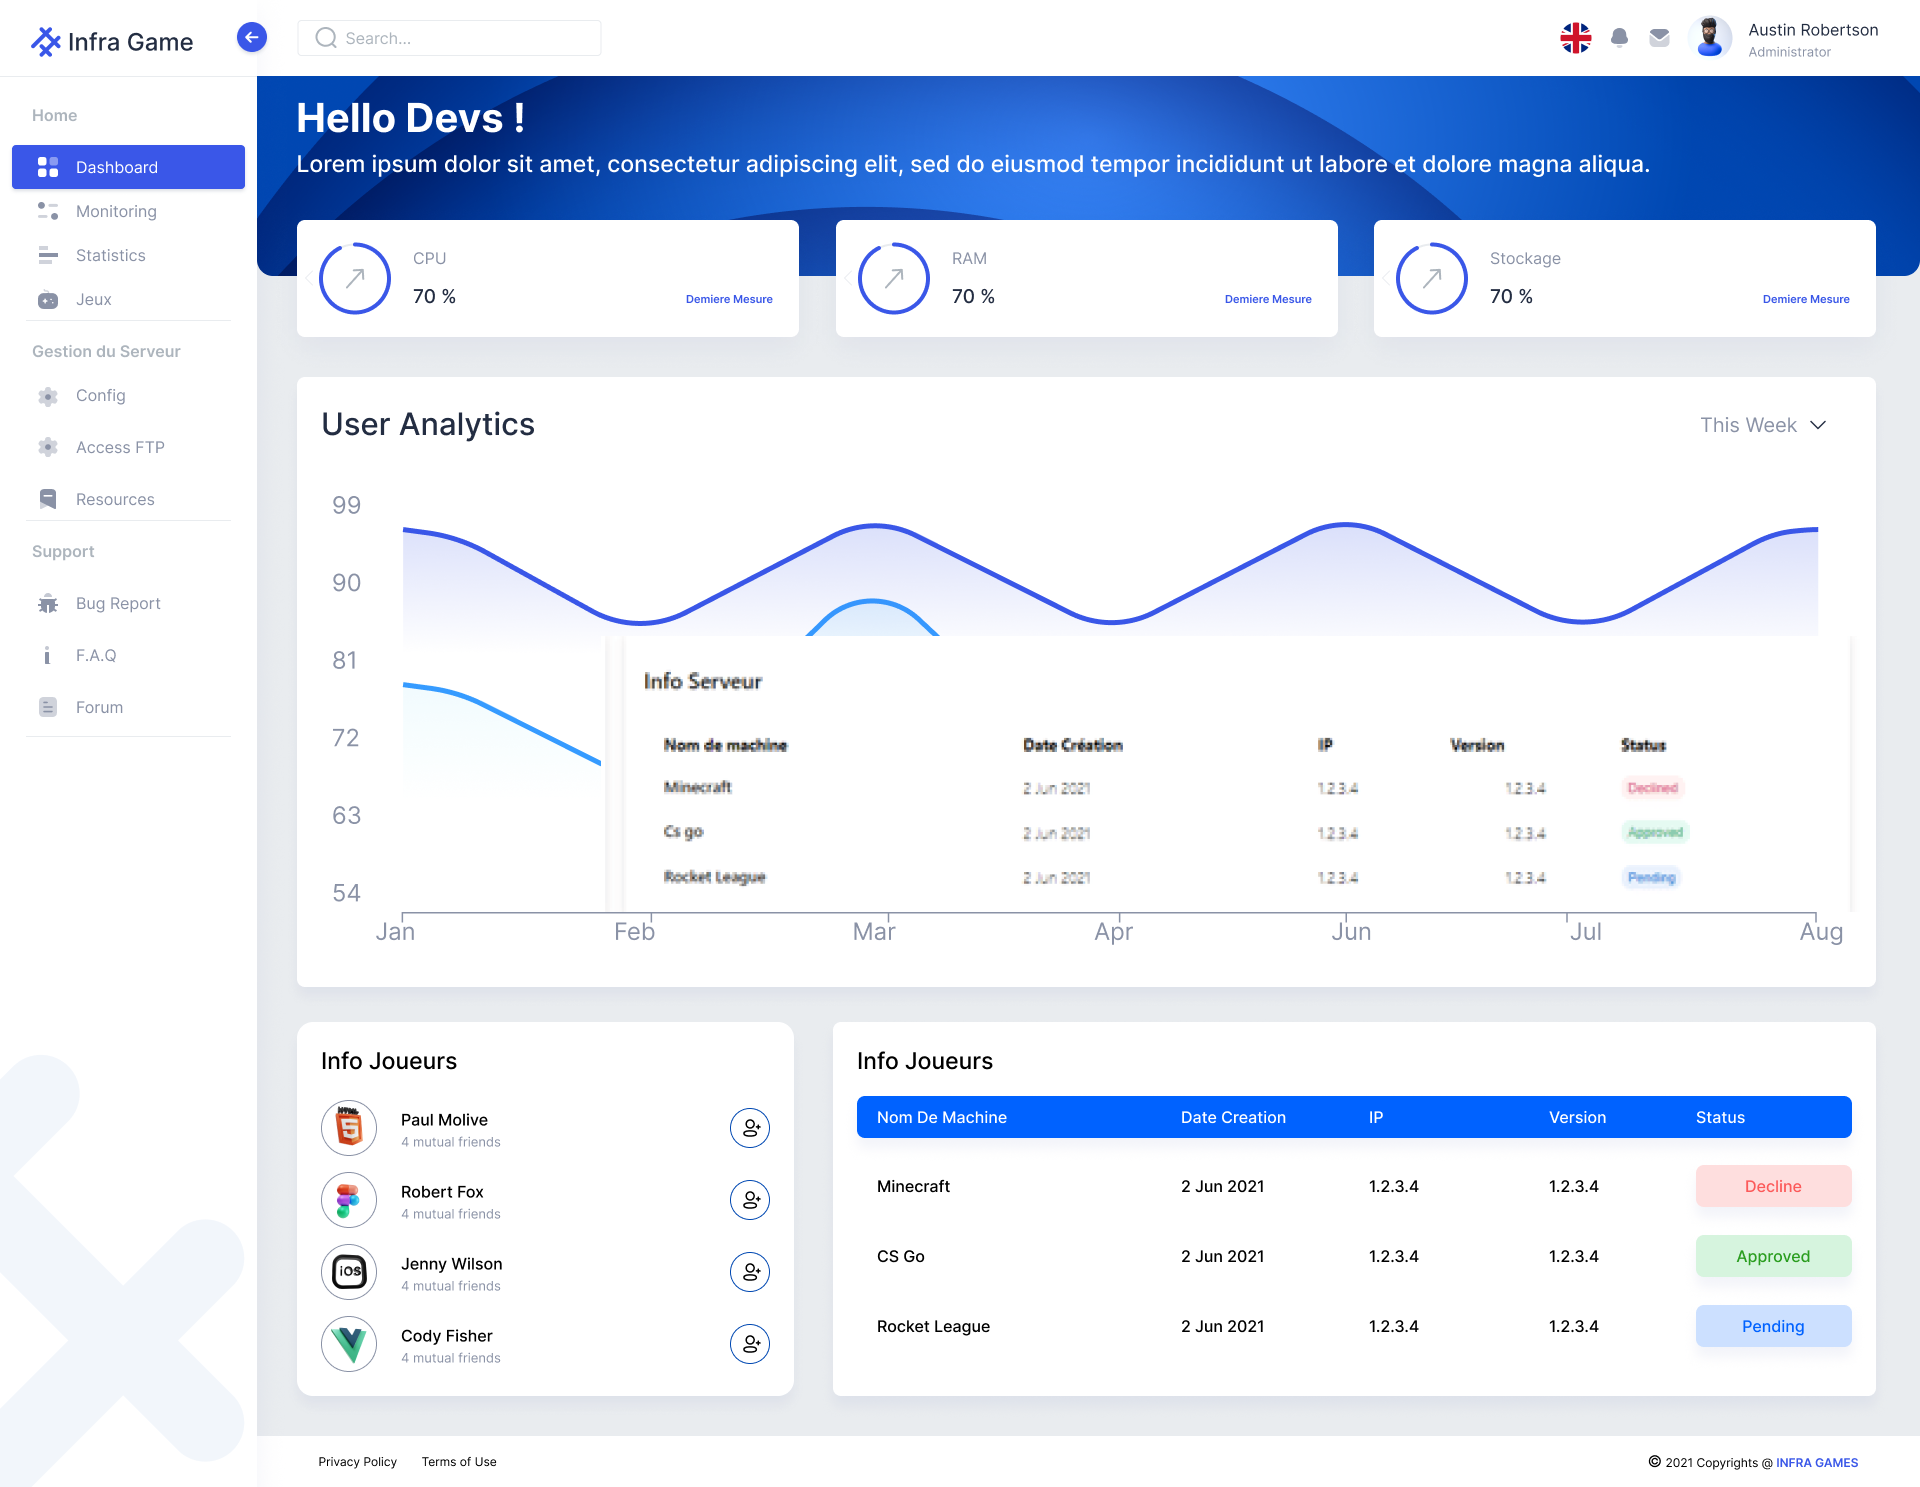 Infra Game
Search...
Austin Robertson
Administrator
Home
Dashboard
Monitoring
Statistics
Jeux
Gestion du Serveur
Config
Access FTP
Resources
Support
Bug Report
F.A.Q
Forum
Hello Devs !
Lorem ipsum dolor sit amet, consectetur adipiscing elit, sed do eiusmod tempor incididunt ut labore et dolore magna aliqua.
CPU
70 %
Demiere Mesure
RAM
70 %
Demiere Mesure
Stockage
70 %
Demiere Mesure
User Analytics
This Week
99
90
81
72
63
54
Jan Feb Mar Apr Jun Jul Aug
Info Serveur
Nom de machine Date Création IP Version Status
Minecraft 2 Jun 2021 1.2.3.4 1.2.3.4 Declined
Cs go 2 Jun 2021 1.2.3.4 1.2.3.4 Approved
Rocket League 2 Jun 2021 1.2.3.4 1.2.3.4 Pending
Info Joueurs
HTML
5
Paul Molive
4 mutual friends
Robert Fox
4 mutual friends
iOS
Jenny Wilson
4 mutual friends
Cody Fisher
4 mutual friends
Info Joueurs
Nom De Machine Date Creation IP Version Status
Minecraft 2 Jun 2021 1.2.3.4 1.2.3.4 Decline
CS Go 2 Jun 2021 1.2.3.4 1.2.3.4 Approved
Rocket League 2 Jun 2021 1.2.3.4 1.2.3.4 Pending
Privacy Policy Terms of Use
© 2021 Copyrights @ INFRA GAMES